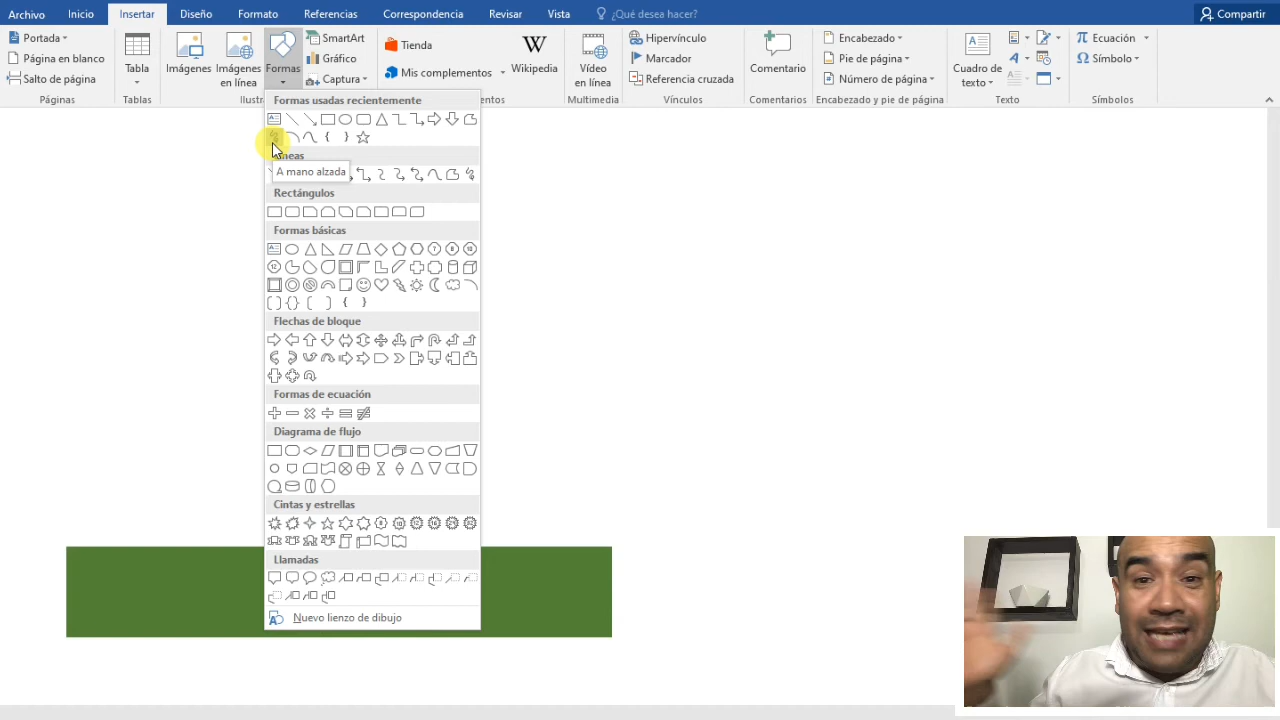 Archivo Inicio Insertar Diseño Formato Referencias Correspondencia Revisar Vista ¿Qué desea hacer? Compartir
Portada
Página en blanco
Salto de página
Páginas
Tabla
Tablas
Imágenes
Imágenes en línea
Formas
SmartArt
Gráfico
Captura
Ilustr
Tienda
Mis complementos
W Wikipedia
ntos
Vídeo en línea
Multimedia
Hipervínculo
Marcador
Referencia cruzada
Vínculos
Comentario
Comentarios
Encabezado
Pie de página
Número de página
Encabezado y pie de página
Cuadro de texto
Texto
Ecuación
Símbolo
Símbolos
Formas usadas recientemente
neas
A mano alzada
Rectángulos
Formas básicas
Flechas de bloque
Formas de ecuación
Diagrama de flujo
Cintas y estrellas
Llamadas
Nuevo lienzo de dibujo